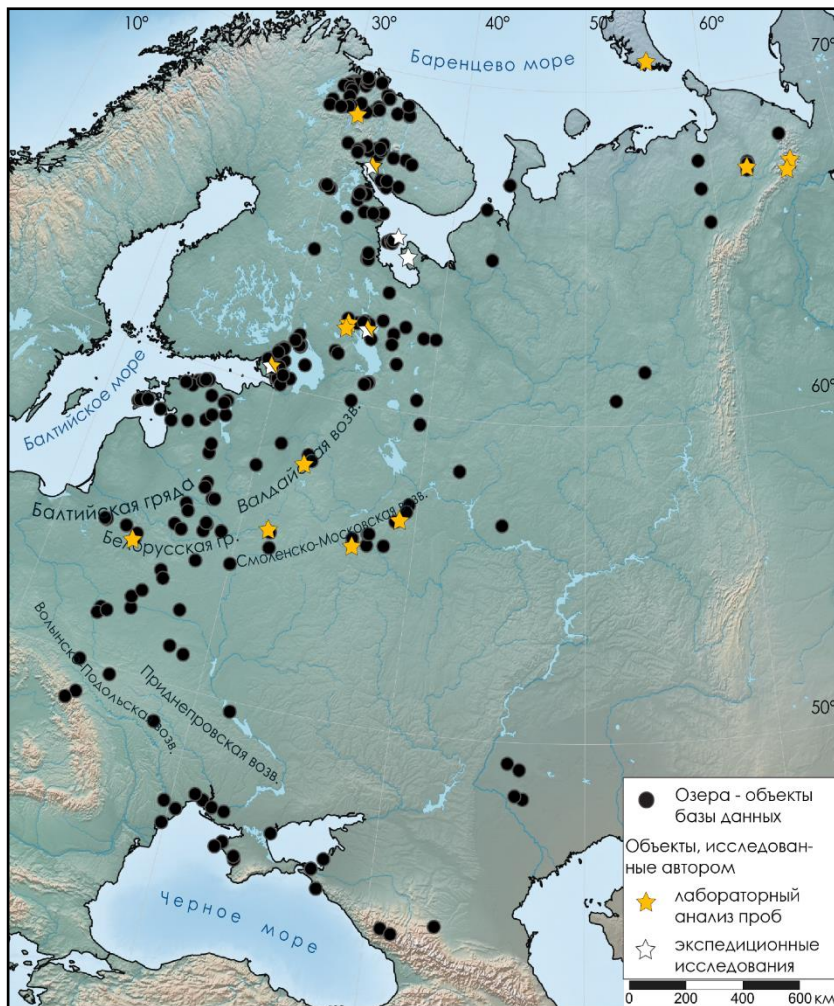 10°
20°
30°
40°
50°
60°
70°
Баренцево море
60°
Балтийское море
Валдайская возв.
Балтийская гряда
Белорусская гр.
Смоленско-Московская возв.
Волынско-Подольская возв.
Приднепровская возв.
50°
Черное море
Озера - объекты
базы данных
Объекты, исследован-
ные автором
лабораторный
анализ проб
экспедиционные
исследования
0 200 400 600 км